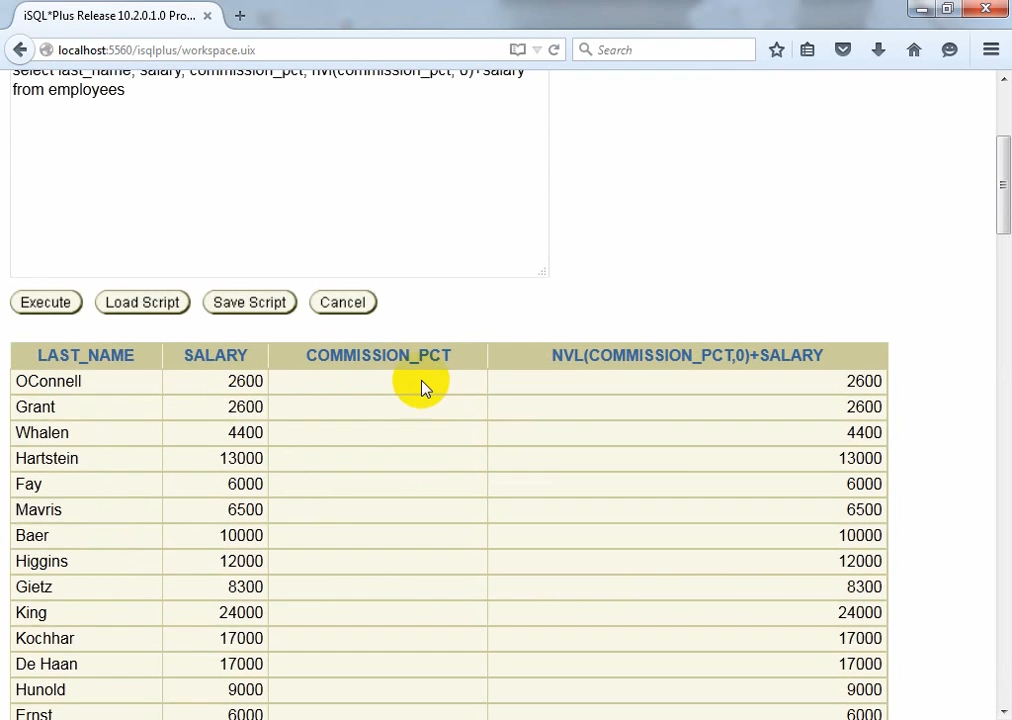 iSQL*Plus Release 10.2.0.1.0 Pro...
localhost:5560/isqlplus/workspace.uix
Search
select last_name, salary, commission_pct, nvl(commission_pct, 0)+salary
from employees
Execute Load Script Save Script Cancel
LAST_NAME SALARY COMMISSION_PCT NVL(COMMISSION_PCT,0)+SALARY
OConnell 2600 2600
Grant 2600 2600
Whalen 4400 4400
Hartstein 13000 13000
Fay 6000 6000
Mavris 6500 6500
Baer 10000 10000
Higgins 12000 12000
Gietz 8300 8300
King 24000 24000
Kochhar 17000 17000
De Haan 17000 17000
Hunold 9000 9000
Ernst 6000 6000